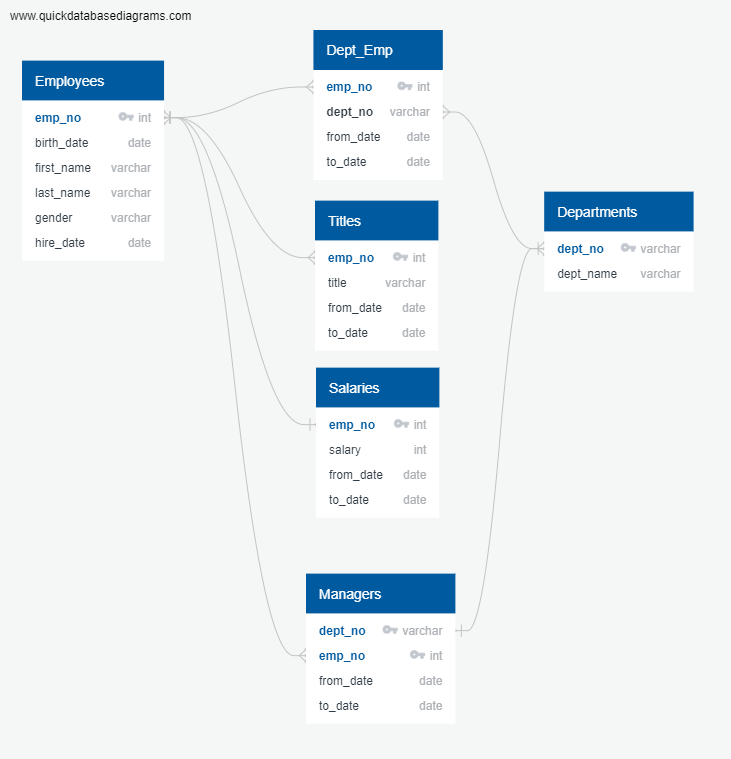 www.quickdatabasediagrams.com
Employees
emp_no int
birth_date date
first_name varchar
last_name varchar
gender varchar
hire_date date
Dept_Emp
emp_no int
dept_no varchar
from_date date
to_date date
Titles
emp_no int
title varchar
from_date date
to_date date
Departments
dept_no varchar
dept_name varchar
Salaries
emp_no int
salary int
from_date date
to_date date
Managers
dept_no varchar
emp_no int
from_date date
to_date date